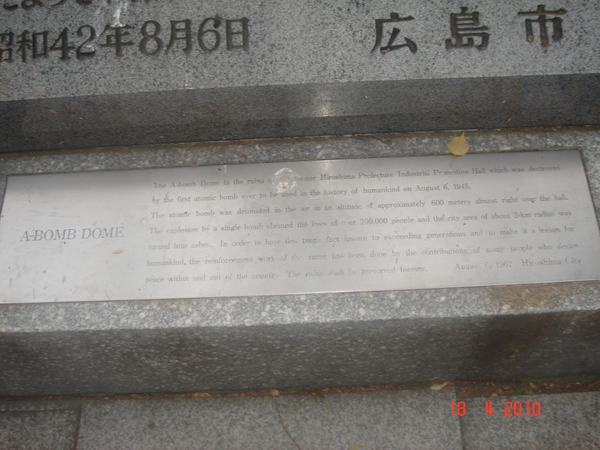 昭和42年8月6日 広島市
A-BOMB DOME
The A-bomb Dome is the ruins former Hiroshima Prefecture Industrial Promotion Hall which was destroyed
by the first atomic bomb ever to be used in the history of humankind on August 6, 1945.
The atomic bomb was detonated in the air at an altitude of approximately 600 meters almost right over the hall.
The explosion by a single bomb claimed the lives of over 200,000 people and the city area of about 2-km radius was
turned into ashes. In order to have this tragic fact known to succeeding generations and to make it a lesson for
humankind, the reinforcement work of the ruins has been done by the contributions of many people who desire
peace within and out of the country. The ruins shall be preserved forever. August 6, 1967 Hiroshima City
18 4 2010